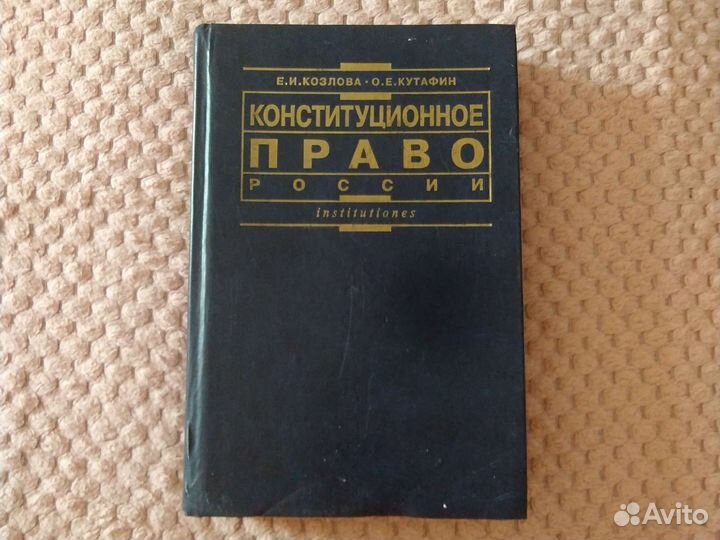 Е.И.КОЗЛОВА · О.Е.КУТАФИН
КОНСТИТУЦИОННОЕ
ПРАВО
РОССИИ
institutiones
Avito